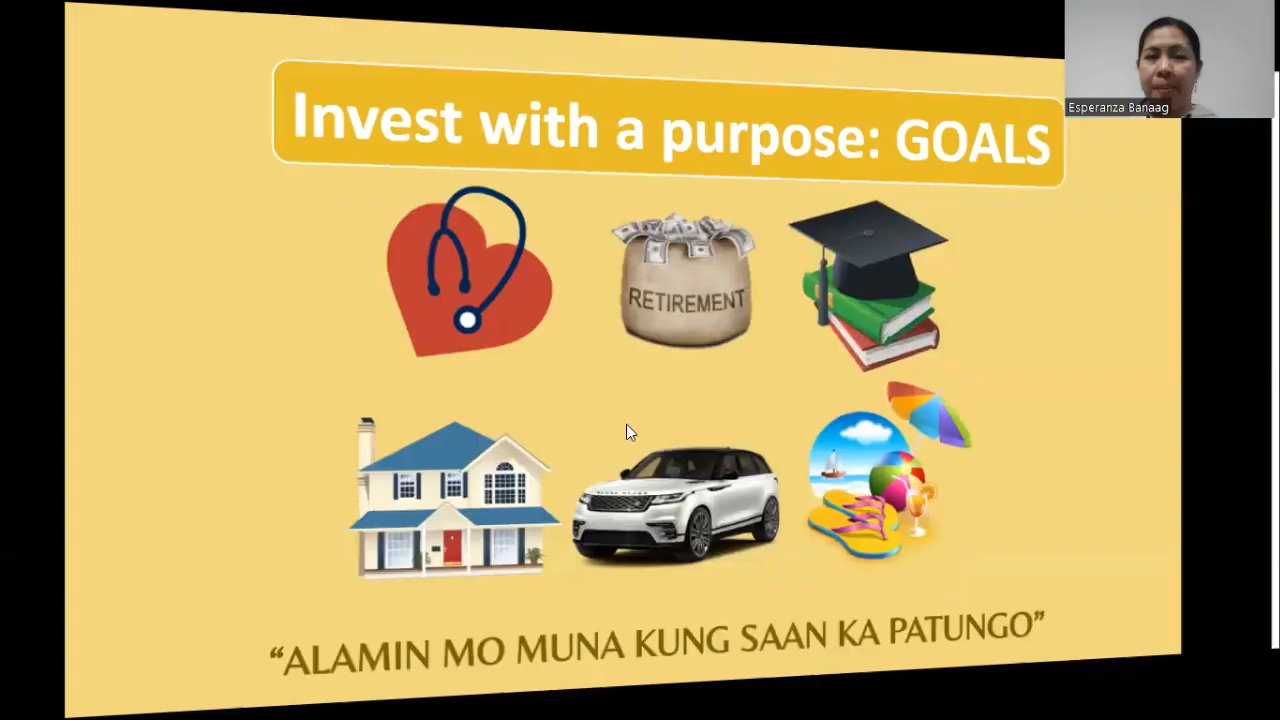 Invest with a purpose: GOALS
Esperanza Banaag
RETIREMENT
“ALAMIN MO MUNA KUNG SAAN KA PATUNGO”